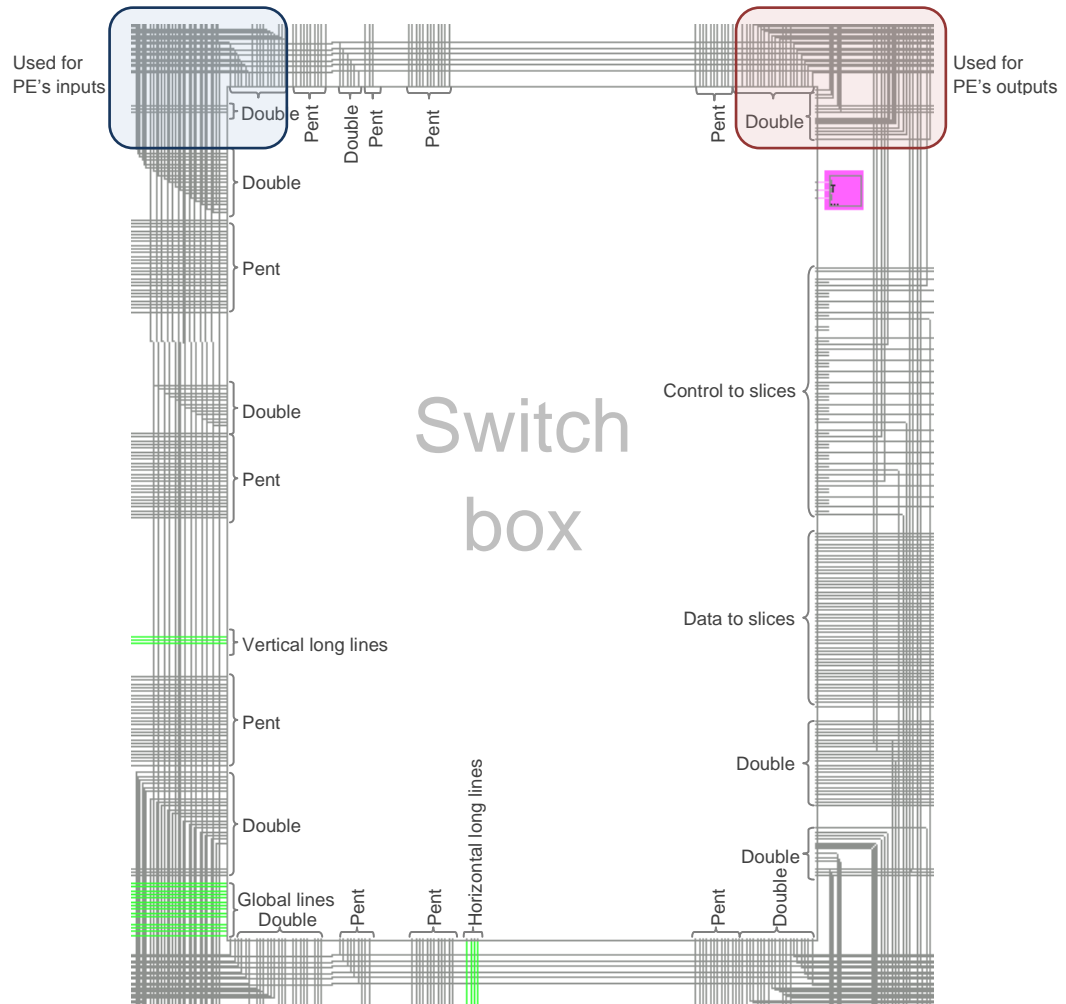 Used for
PE's inputs
Used for
PE's outputs
Double
Pent
Double
Pent
Pent
Pent
Double
Double
T
...
Pent
Control to slices
Double
Switch
box
Pent
Data to slices
Vertical long lines
Pent
Double
Double
Double
Global lines
Double
Pent
Pent
Horizontal long lines
Pent
Double